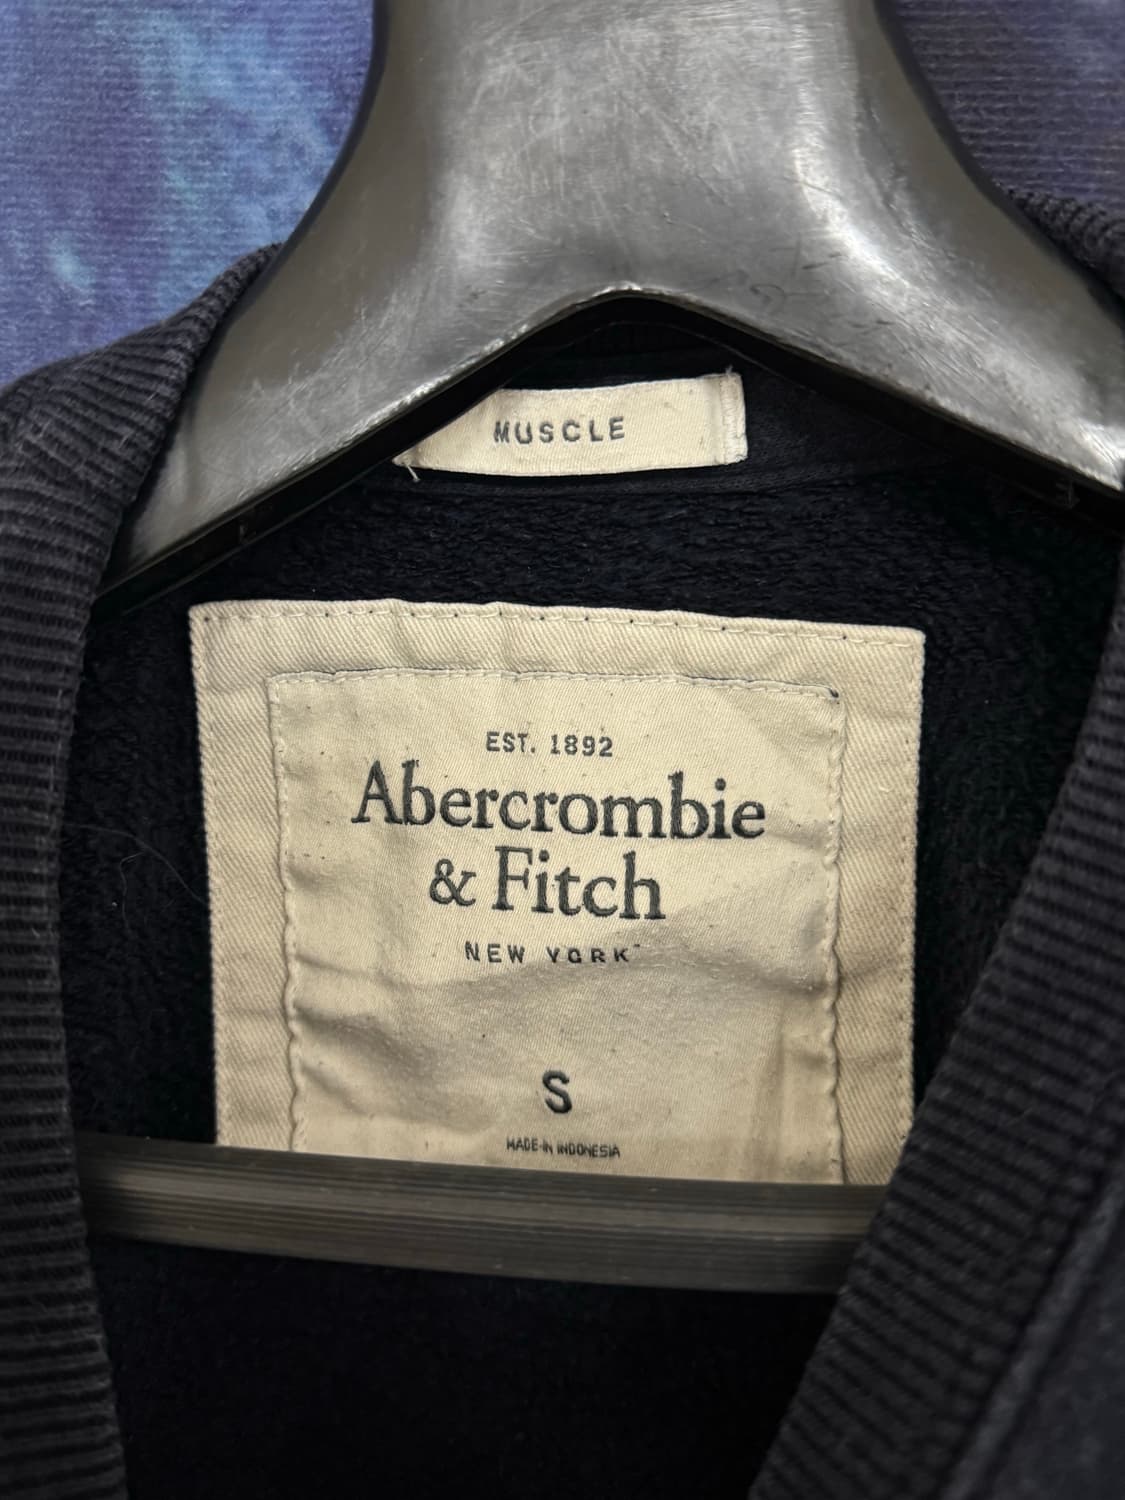 MUSCLE
EST. 1892
Abercrombie
& Fitch
NEW YORK
S
MADE IN INDONESIA